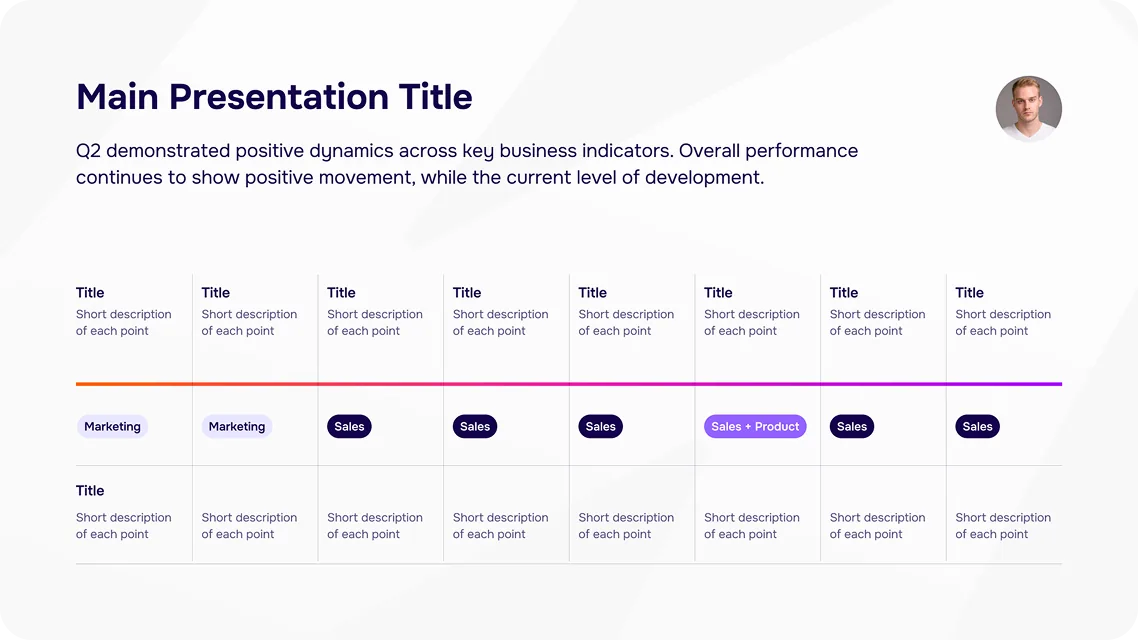 Main Presentation Title
Q2 demonstrated positive dynamics across key business indicators. Overall performance
continues to show positive movement, while the current level of development.
Title Title Title Title Title Title Title Title
Short description Short description Short description Short description Short description Short description Short description Short description
of each point of each point of each point of each point of each point of each point of each point of each point
Marketing Marketing Sales Sales Sales Sales + Product Sales Sales
Title
Short description Short description Short description Short description Short description Short description Short description Short description
of each point of each point of each point of each point of each point of each point of each point of each point